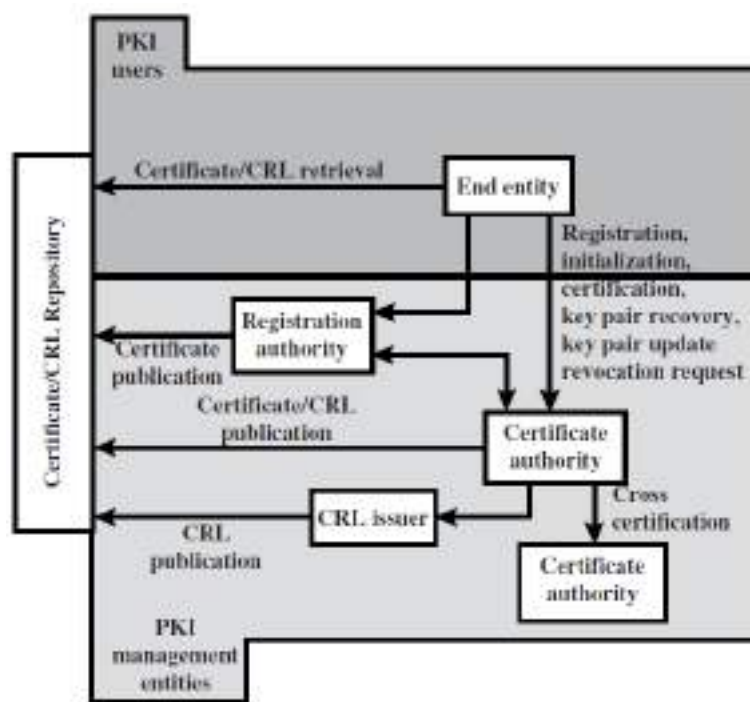 PKI
users
Certificate/CRL retrieval
End entity
Certificate/CRL Repository
Registration,
initialization,
certification,
key pair recovery,
key pair update
revocation request
Registration
authority
Certificate
publication
Certificate/CRL
publication
Certificate
authority
CRL issuer
Cross
certification
CRL
publication
Certificate
authority
PKI
management
entities